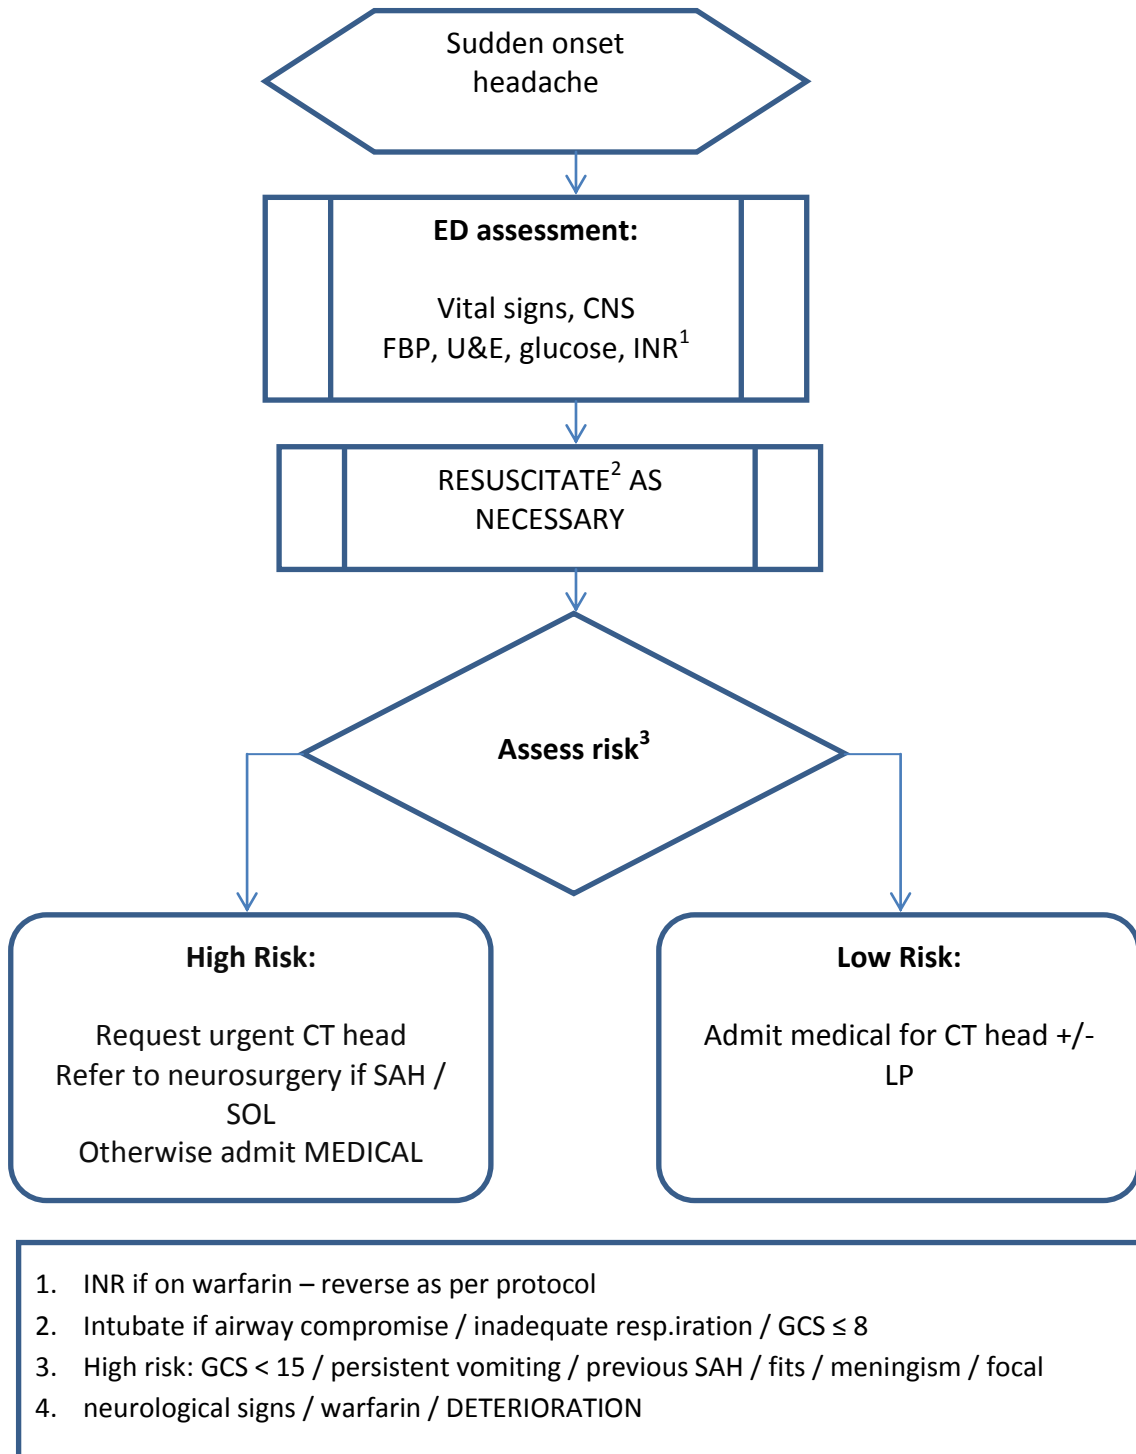 Sudden onset
headache
ED assessment:
Vital signs, CNS
FBP, U&E, glucose, INR1
RESUSCITATE2 AS
NECESSARY
Assess risk3
High Risk:
Request urgent CT head
Refer to neurosurgery if SAH /
SOL
Otherwise admit MEDICAL
Low Risk:
Admit medical for CT head +/-
LP
1. INR if on warfarin – reverse as per protocol
2. Intubate if airway compromise / inadequate resp.iration / GCS ≤ 8
3. High risk: GCS < 15 / persistent vomiting / previous SAH / fits / meningism / focal
4. neurological signs / warfarin / DETERIORATION